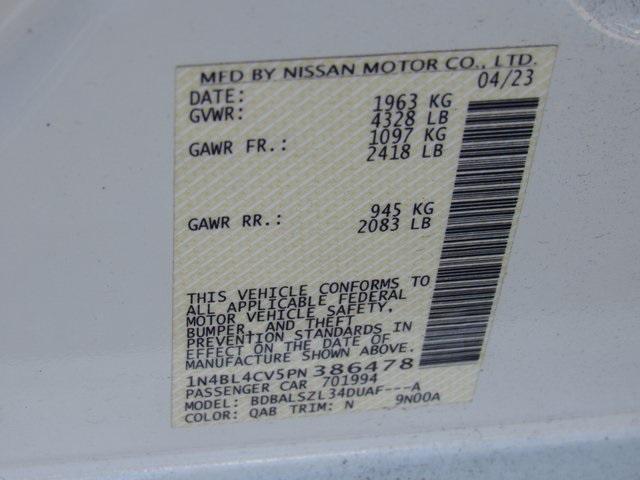 MFD BY NISSAN MOTOR CO., LTD.
DATE: 04/23
GVWR: 1963 KG
4328 LB
GAWR FR.: 1097 KG
2418 LB
GAWR RR.: 945 KG
2083 LB
THIS VEHICLE CONFORMS TO
ALL APPLICABLE FEDERAL
MOTOR VEHICLE SAFETY,
BUMPER, AND THEFT
PREVENTION STANDARDS IN
EFFECT ON THE DATE OF
MANUFACTURE SHOWN ABOVE.
1N4BL4CV5PN 386478
PASSENGER CAR 701994
MODEL: BDBALSZL34DUAF---A
COLOR: QAB TRIM: N 9N00A